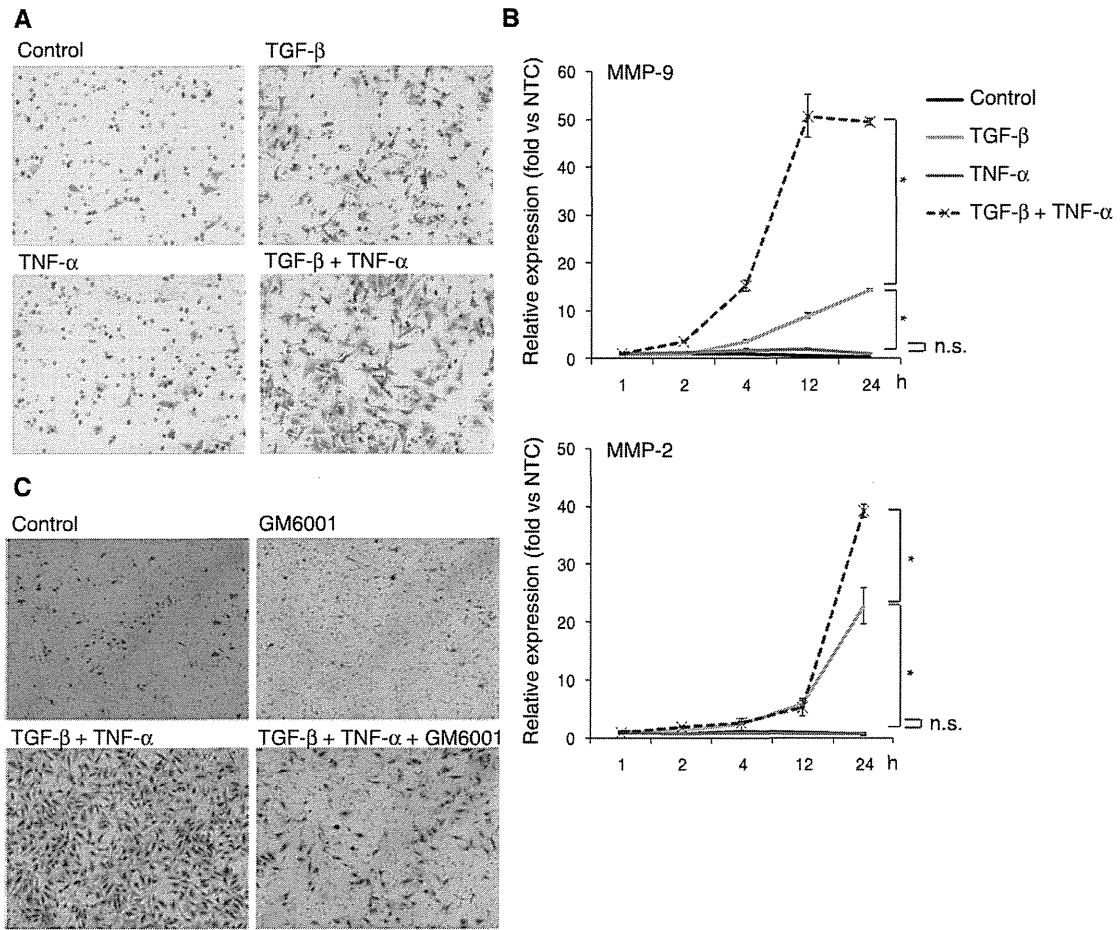 A
Control
TGF-β
TNF-α
TGF-β + TNF-α
B
MMP-9
Relative expression (fold vs NTC)
60
50
40
30
20
10
0
1 2 4 12 24 h
Control
TGF-β
TNF-α
TGF-β + TNF-α
*
*
n.s.
MMP-2
Relative expression (fold vs NTC)
50
40
30
20
10
0
1 2 4 12 24 h
*
*
n.s.
C
Control
GM6001
TGF-β + TNF-α
TGF-β + TNF-α + GM6001